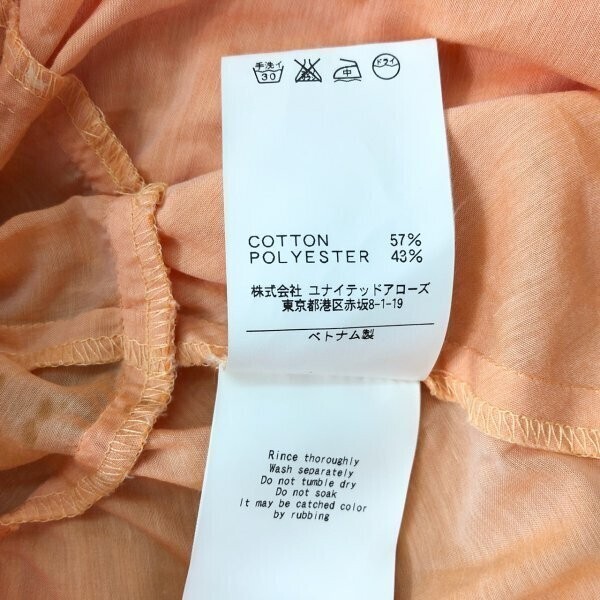 手洗イ 30 中 ドライ
COTTON 57%
POLYESTER 43%
株式会社 ユナイテッドアローズ
東京都港区赤坂8-1-19
ベトナム製
Rince thoroughly
Wash separately
Do not tumble dry
Do not soak
It may be catched color
by rubbing